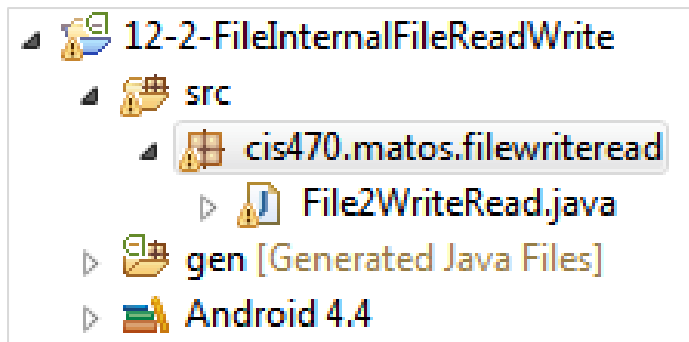 12-2-FileInternalFileReadWrite
src
cis470.matos.filewriteread
File2WriteRead.java
gen [Generated Java Files]
Android 4.4